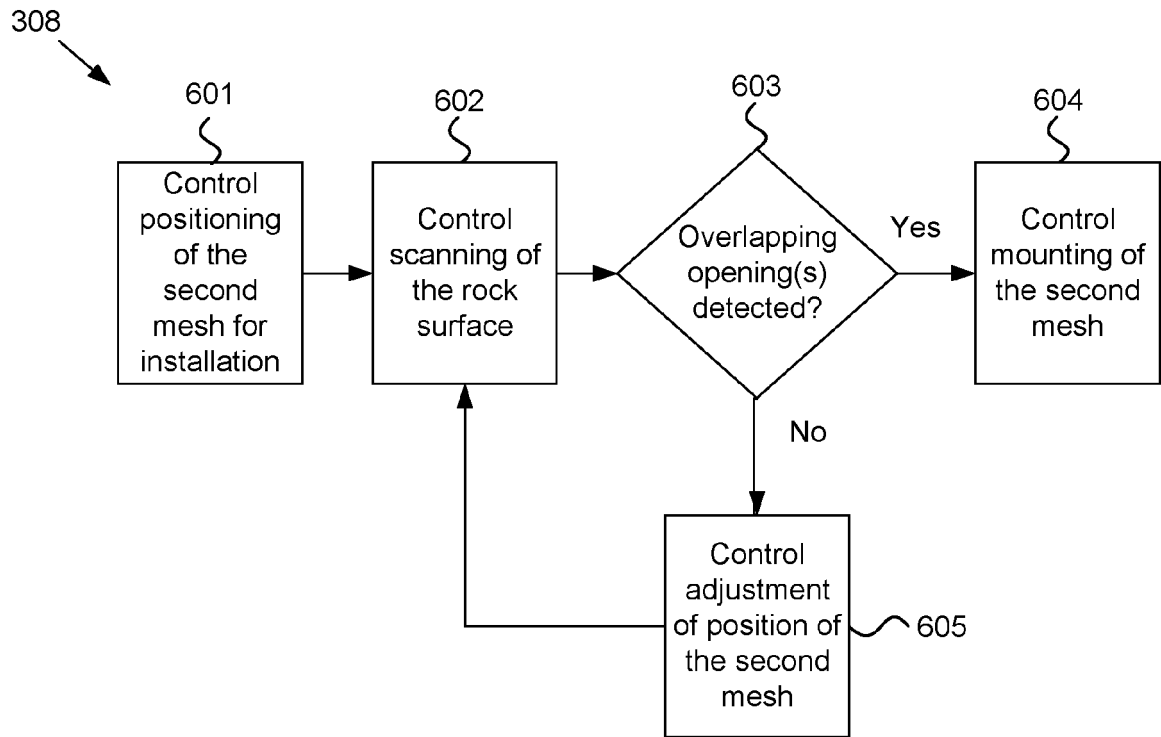 308
601
Control
positioning
of the
second
mesh for
installation
602
Control
scanning of
the rock
surface
603
Overlapping
opening(s)
detected?
Yes
604
Control
mounting of
the second
mesh
No
Control
adjustment
of position of
the second
mesh
605